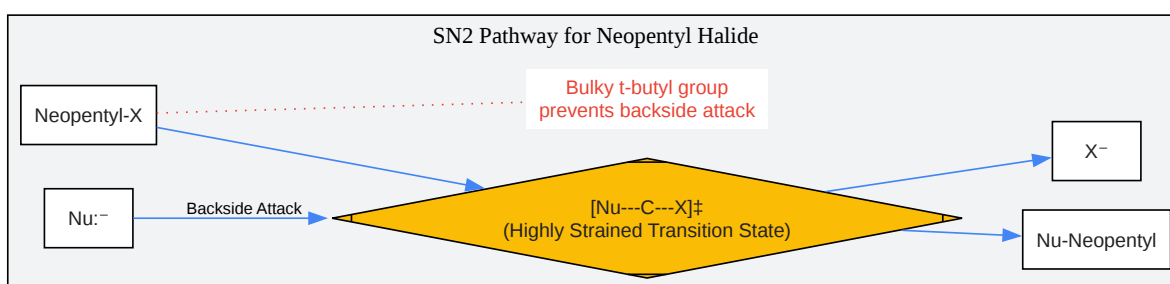 SN2 Pathway for Neopentyl Halide
Neopentyl-X
Bulky t-butyl group
prevents backside attack
X⁻
Nu:⁻
Backside Attack
[Nu---C---X]‡
(Highly Strained Transition State)
Nu-Neopentyl